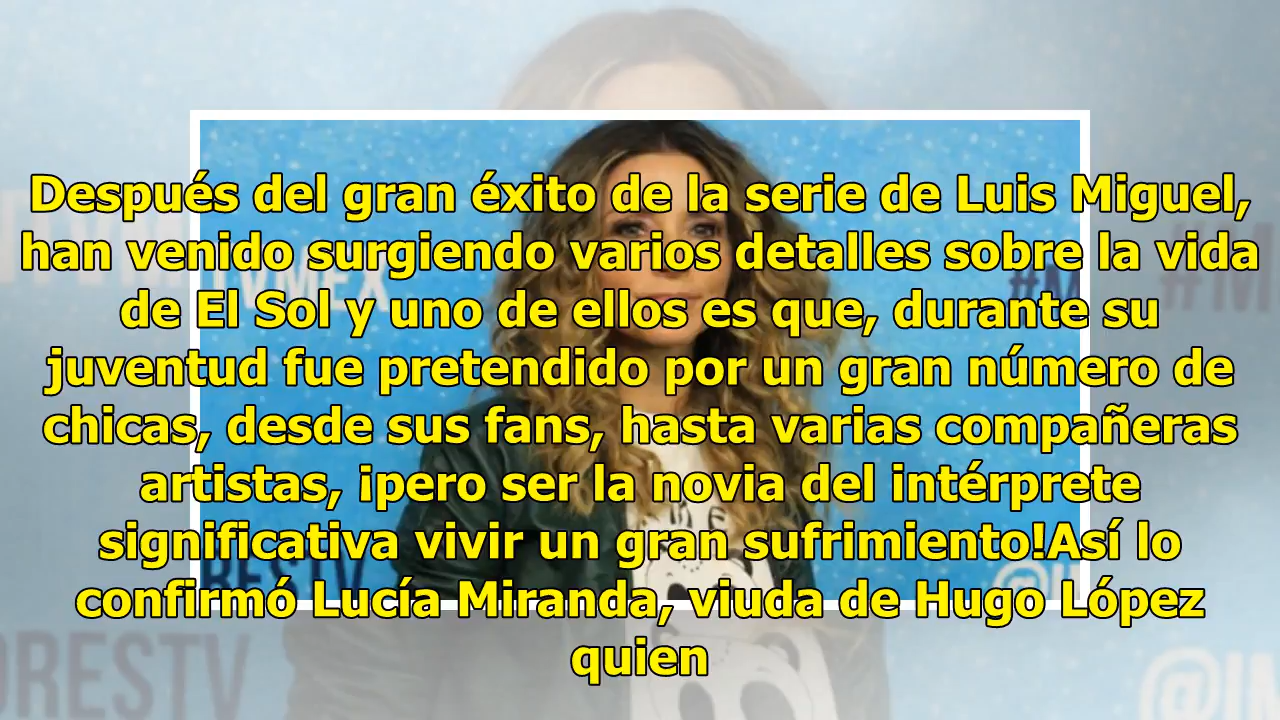 Después del gran éxito de la serie de Luis Miguel,
han venido surgiendo varios detalles sobre la vida
de El Sol y uno de ellos es que, durante su
juventud fue pretendido por un gran número de
chicas, desde sus fans, hasta varias compañeras
artistas, ¡pero ser la novia del intérprete
significativa vivir un gran sufrimiento!Así lo
confirmó Lucía Miranda, viuda de Hugo López
quien